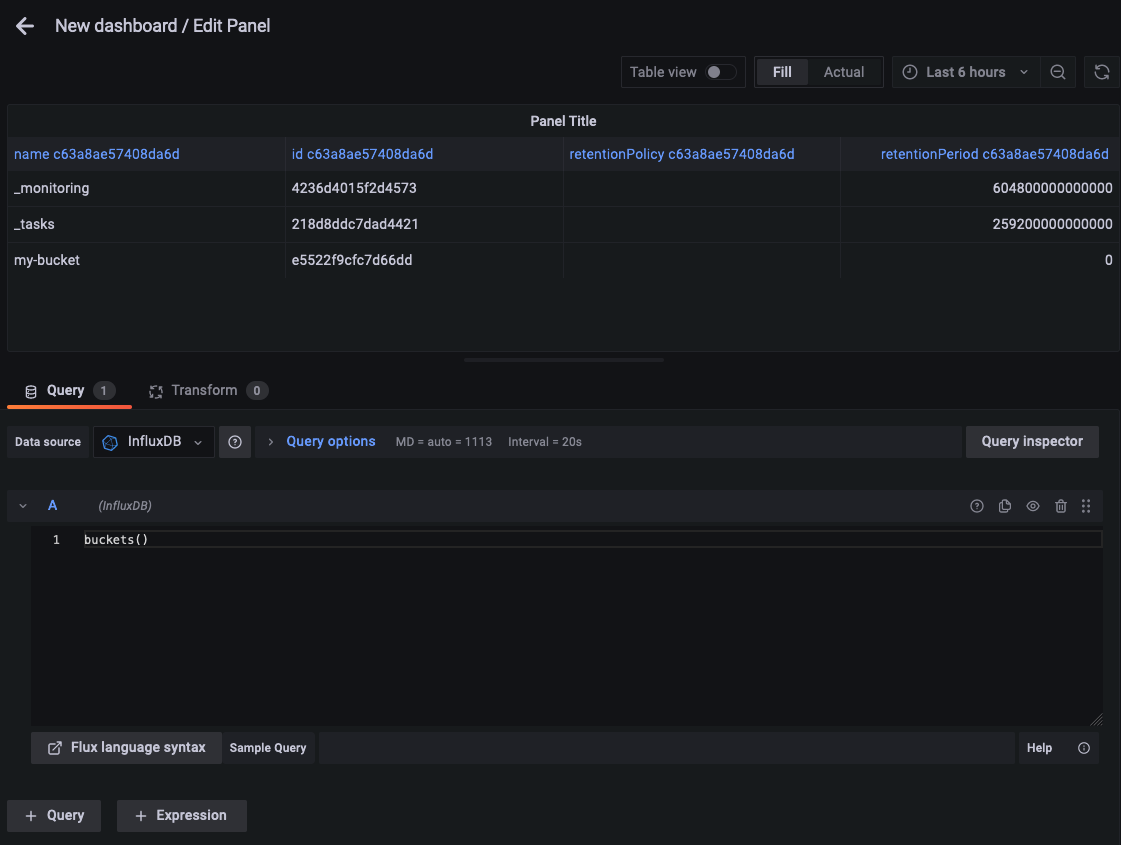 New dashboard / Edit Panel
Table view Fill Actual Last 6 hours
Panel Title
name c63a8ae57408da6d id c63a8ae57408da6d retentionPolicy c63a8ae57408da6d retentionPeriod c63a8ae57408da6d
_monitoring 4236d4015f2d4573 604800000000000
_tasks 218d8ddc7dad4421 259200000000000
my-bucket e5522f9cfc7d66dd 0
Query 1 Transform 0
Data source InfluxDB Query options MD = auto = 1113 Interval = 20s Query inspector
A (InfluxDB)
1 buckets()
Flux language syntax Sample Query Help
+ Query + Expression